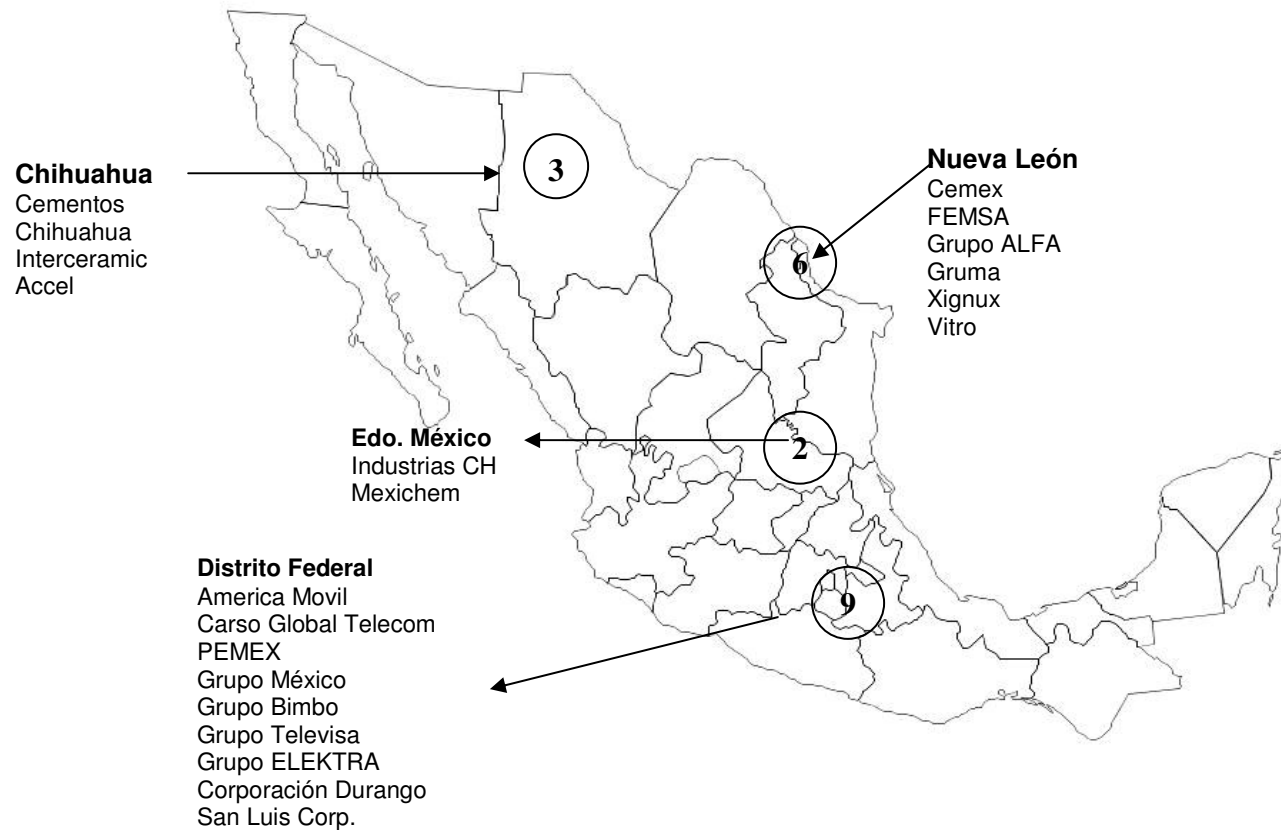 Chihuahua
Cementos
Chihuahua
Interceramic
Accel
3
Nueva León
Cemex
FEMSA
Grupo ALFA
Gruma
Xignux
Vitro
6
Edo. México
Industrias CH
Mexichem
2
Distrito Federal
America Movil
Carso Global Telecom
PEMEX
Grupo México
Grupo Bimbo
Grupo Televisa
Grupo ELEKTRA
Corporación Durango
San Luis Corp.
9